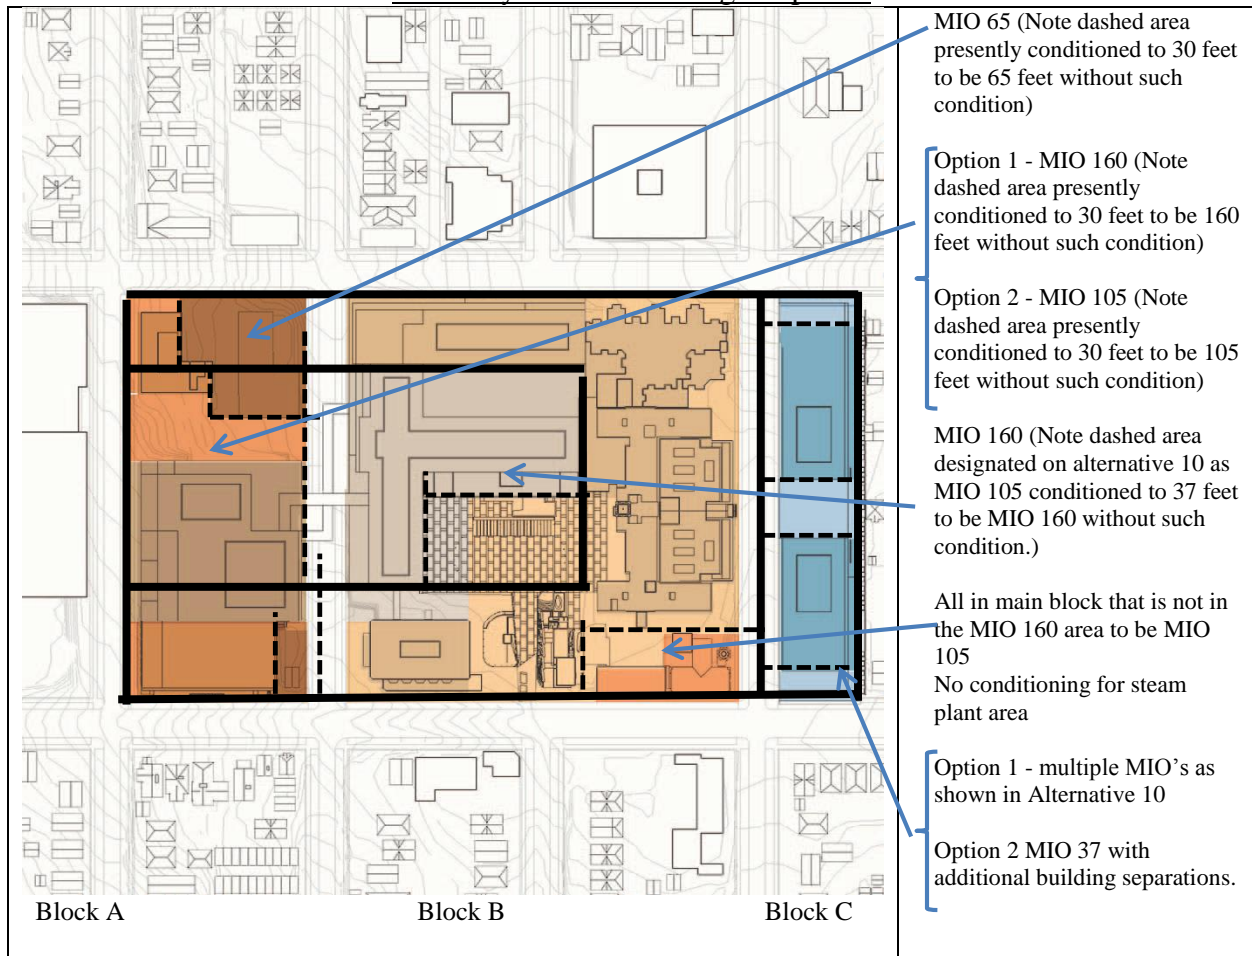 MIO 65 (Note dashed area
presently conditioned to 30 feet
to be 65 feet without such
condition)
Option 1 - MIO 160 (Note
dashed area presently
conditioned to 30 feet to be 160
feet without such condition)
Option 2 - MIO 105 (Note
dashed area presently
conditioned to 30 feet to be 105
feet without such condition)
MIO 160 (Note dashed area
designated on alternative 10 as
MIO 105 conditioned to 37 feet
to be MIO 160 without such
condition.)
All in main block that is not in
the MIO 160 area to be MIO
105
No conditioning for steam
plant area
Option 1 - multiple MIO's as
shown in Alternative 10
Option 2 MIO 37 with
additional building separations.
Block A
Block B
Block C